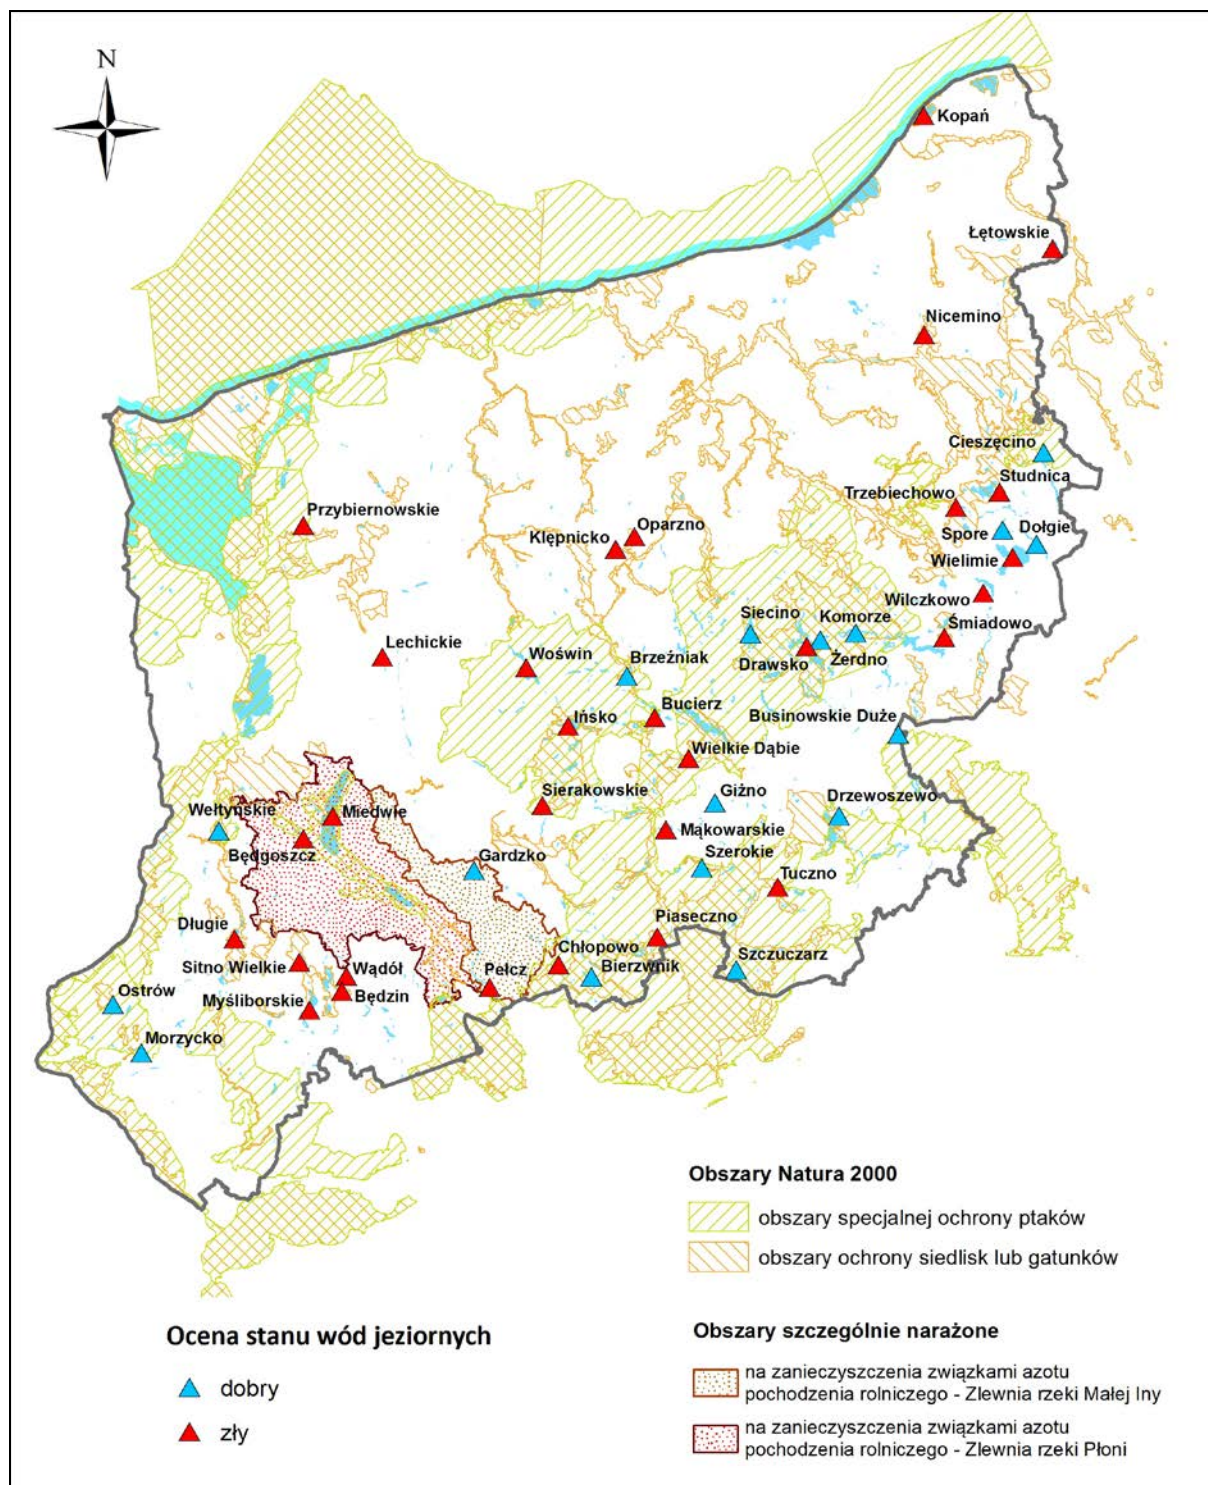 N
Kopań
Łętowskie
Nicemino
Cieszęcino
Studnica
Trzebiechowo
Spore
Dołgie
Wielimie
Przybiernowskie
Oparzno
Klępnicko
Wilczkowo
Siecino
Komorze
Śmiadowo
Lechickie
Woświn
Brzeźniak
Drawsko
Żerdno
Bucierz
Businowskie Duże
Ińsko
Wielkie Dąbie
Sierakowskie
Giżno
Drzewoszewo
Wełtyńskie
Miedwie
Mąkowarskie
Będgoszcz
Gardzko
Szerokie
Tuczno
Długie
Piaseczno
Chłopowo
Szczuczarz
Sitno Wielkie
Wądół
Pełcz
Bierzwnik
Ostrów
Myśliborskie
Będzin
Morzycko
Obszary Natura 2000
obszary specjalnej ochrony ptaków
obszary ochrony siedlisk lub gatunków
Ocena stanu wód jeziornych
dobry
zły
Obszary szczególnie narażone
na zanieczyszczenia związkami azotu
pochodzenia rolniczego - Zlewnia rzeki Małej Iny
na zanieczyszczenia związkami azotu
pochodzenia rolniczego - Zlewnia rzeki Płoni